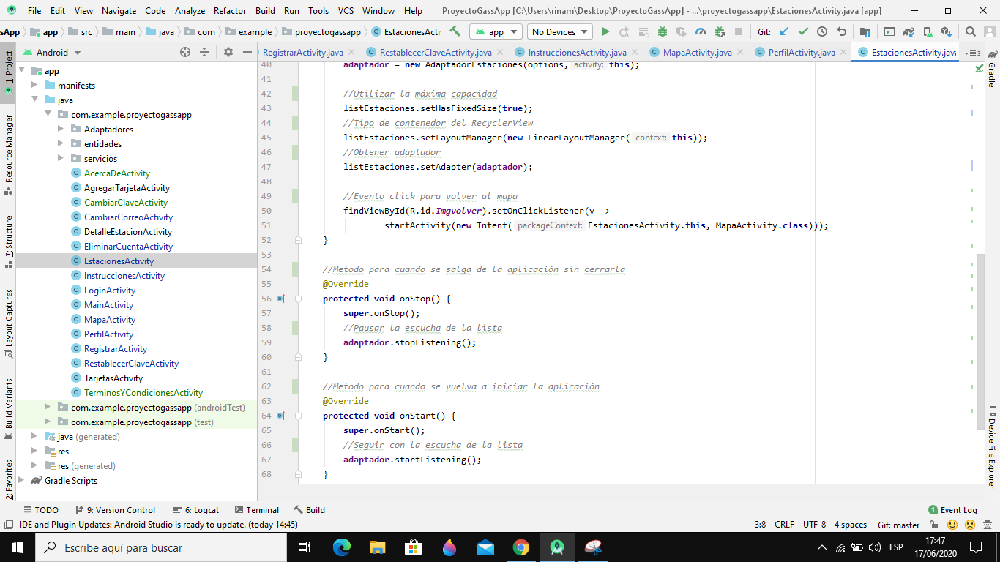 File Edit View Navigate Code Analyze Refactor Build Run Tools VCS Window Help ProyectoGassApp [C:\Users\rinam\Desktop\ProyectoGassApp] - ...\proyectogassapp\EstacionesActivity.java [app]
sApp app src main java com example proyectogassapp EstacionesActi app No Devices Git:
Android RegistrarActivity.java RestablecerClaveActivity.java InstruccionesActivity.java MapaActivity.java PerfilActivity.java EstacionesActivity.java 3
1: Project
Resource Manager
7: Structure
Layout Captures
Build Variants
2: Favorites
app
manifests
java
com.example.proyectogassapp
Adaptadores
entidades
servicios
AcercaDeActivity
AgregarTarjetaActivity
CambiarClaveActivity
CambiarCorreoActivity
DetalleEstacionActivity
EliminarCuentaActivity
EstacionesActivity
InstruccionesActivity
LoginActivity
MainActivity
MapaActivity
PerfilActivity
RegistrarActivity
RestablecerClaveActivity
TarjetasActivity
TerminosYCondicionesActivity
com.example.proyectogassapp (androidTest)
com.example.proyectogassapp (test)
java (generated)
res
res (generated)
Gradle Scripts
40 adaptador = new AdaptadorEstaciones(options, activity: this);
41
42 //Utilizar la máxima capacidad
43 listEstaciones.setHasFixedSize(true);
44 //Tipo de contenedor del RecyclerView
45 listEstaciones.setLayoutManager(new LinearLayoutManager( context: this));
46 //Obtener adaptador
47 listEstaciones.setAdapter(adaptador);
48
49 //Evento click para volver al mapa
50 findViewById(R.id.Imgvolver).setOnClickListener(v ->
51 startActivity(new Intent( packageContext: EstacionesActivity.this, MapaActivity.class)));
52 }
53
54 //Metodo para cuando se salga de la aplicación sin cerrarla
55 @Override
56 protected void onStop() {
57 super.onStop();
58 //Pausar la escucha de la lista
59 adaptador.stopListening();
60 }
61
62 //Metodo para cuando se vuelva a iniciar la aplicación
63 @Override
64 protected void onStart() {
65 super.onStart();
66 //Seguir con la escucha de la lista
67 adaptador.startListening();
68 }
Gradle
Device File Explorer
TODO 9: Version Control 6: Logcat Terminal Build 1 Event Log
IDE and Plugin Updates: Android Studio is ready to update. (today 14:45) 3:8 CRLF UTF-8 4 spaces Git: master
Escribe aquí para buscar
ESP
17:47
17/06/2020